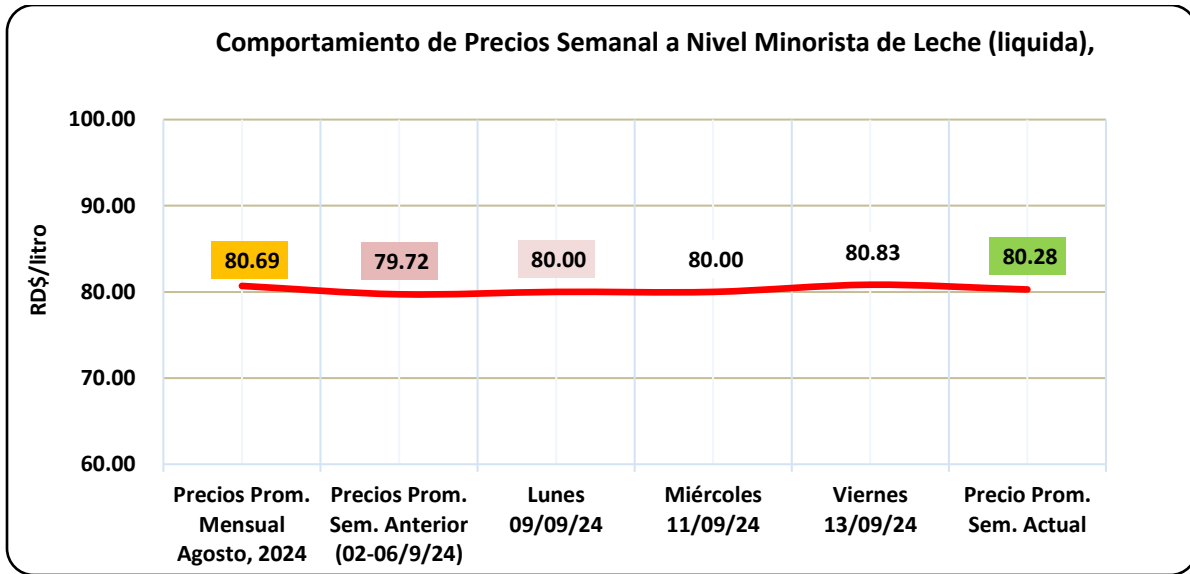 Comportamiento de Precios Semanal a Nivel Minorista de Leche (liquida),
100.00
90.00
80.00
70.00
60.00
RD$/litro
80.69
79.72
80.00
80.00
80.83
80.28
Precios Prom.
Mensual
Agosto, 2024
Precios Prom.
Sem. Anterior
(02-06/9/24)
Lunes
09/09/24
Miércoles
11/09/24
Viernes
13/09/24
Precio Prom.
Sem. Actual